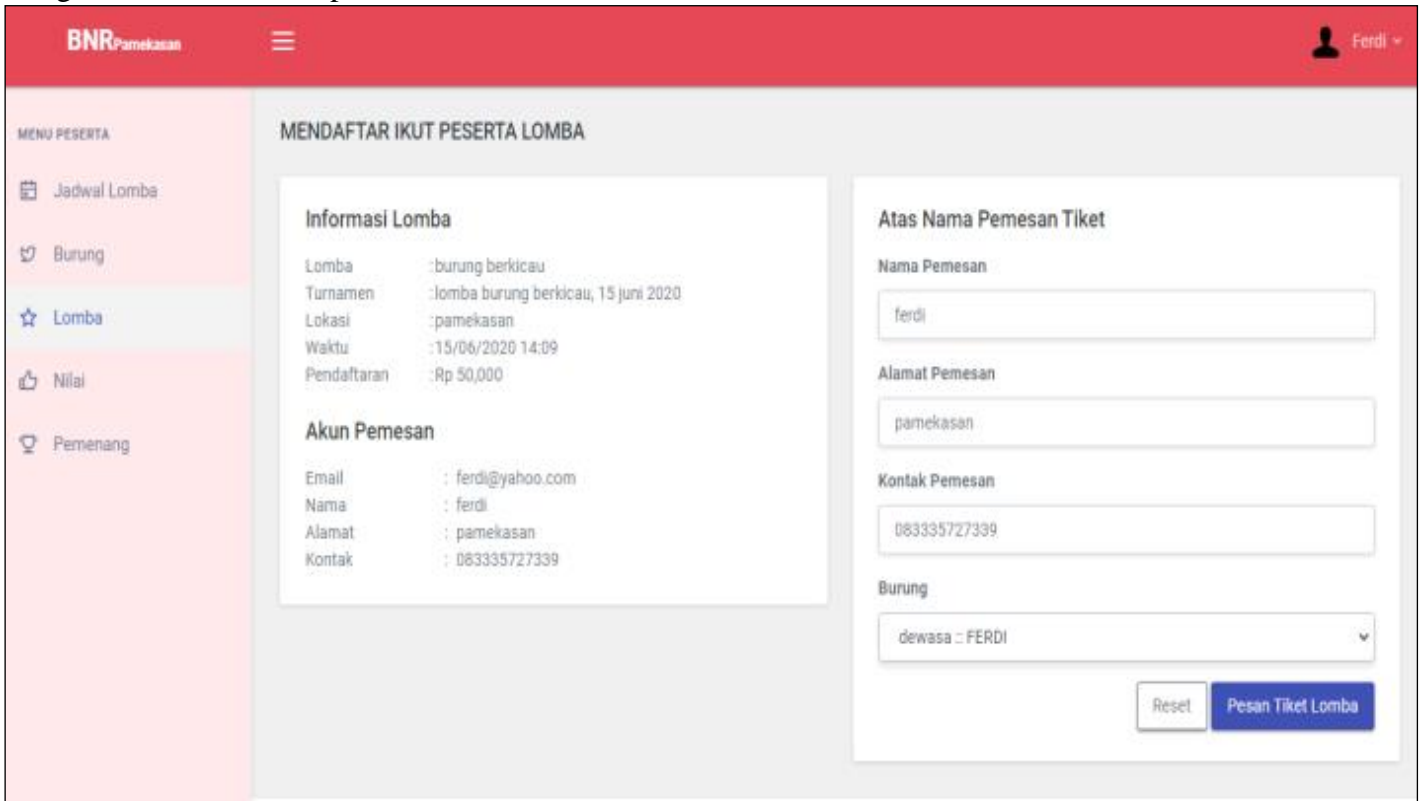 BNRPamekasan
Ferdi
MENU PESERTA
Jadwal Lomba
Burung
Lomba
Nilai
Pemenang
MENDAFTAR IKUT PESERTA LOMBA
Informasi Lomba
Lomba :burung berkicau
Turnamen :lomba burung berkicau, 15 juni 2020
Lokasi :pamekasan
Waktu :15/06/2020 14:09
Pendaftaran :Rp 50,000
Akun Pemesan
Email : ferdi@yahoo.com
Nama : ferdi
Alamat : pamekasan
Kontak : 083335727339
Atas Nama Pemesan Tiket
Nama Pemesan
ferdi
Alamat Pemesan
pamekasan
Kontak Pemesan
083335727339
Burung
dewasa :: FERDI
Reset
Pesan Tiket Lomba